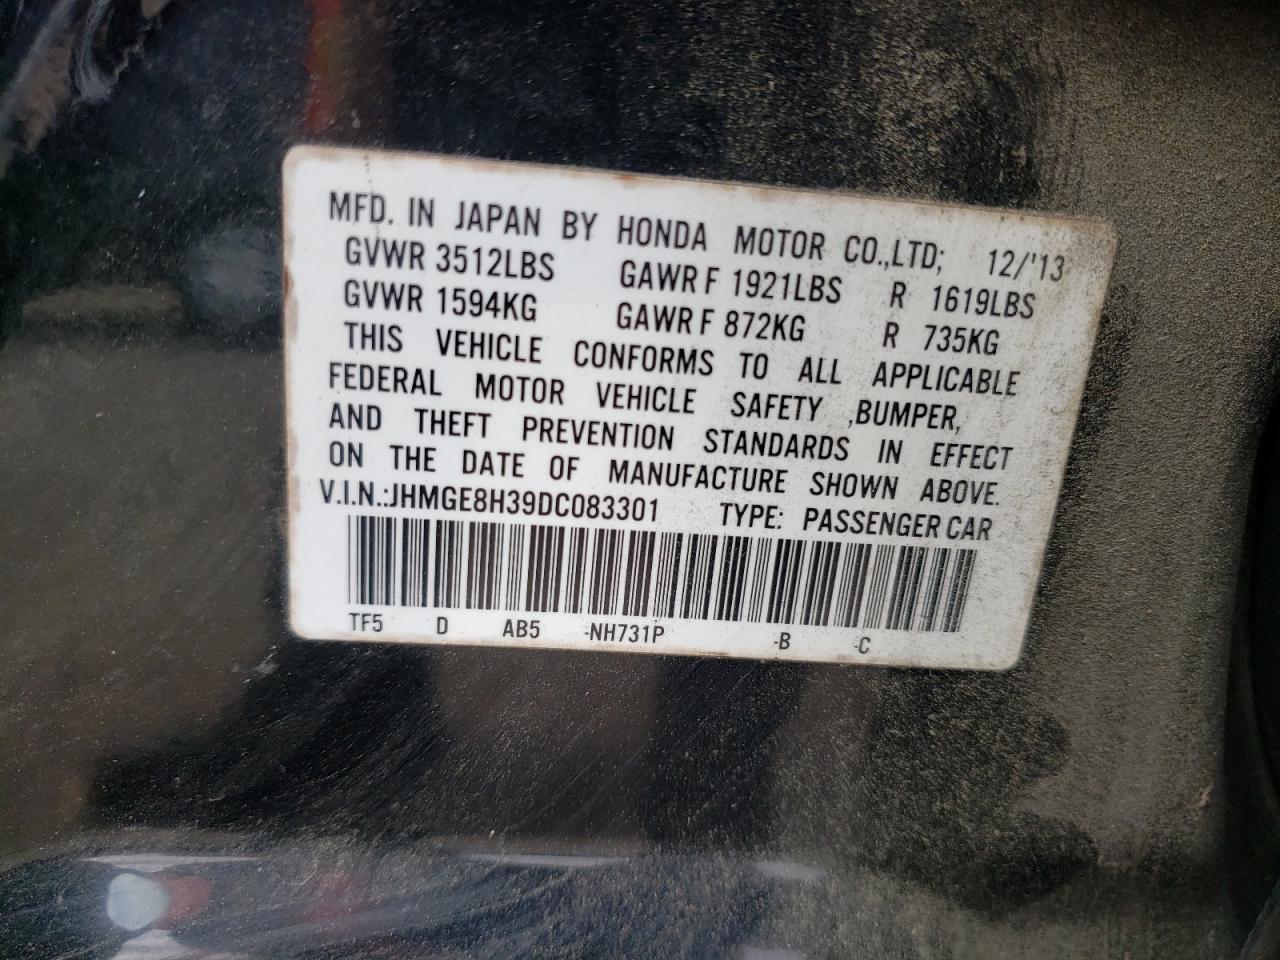 MFD. IN JAPAN BY HONDA MOTOR CO.,LTD; 12/'13
GVWR 3512LBS GAWR F 1921LBS R 1619LBS
GVWR 1594KG GAWR F 872KG R 735KG
THIS VEHICLE CONFORMS TO ALL APPLICABLE
FEDERAL MOTOR VEHICLE SAFETY ,BUMPER,
AND THEFT PREVENTION STANDARDS IN EFFECT
ON THE DATE OF MANUFACTURE SHOWN ABOVE.
V.I.N.:JHMGE8H39DC083301 TYPE: PASSENGER CAR
TF5 D AB5 -NH731P -B -C